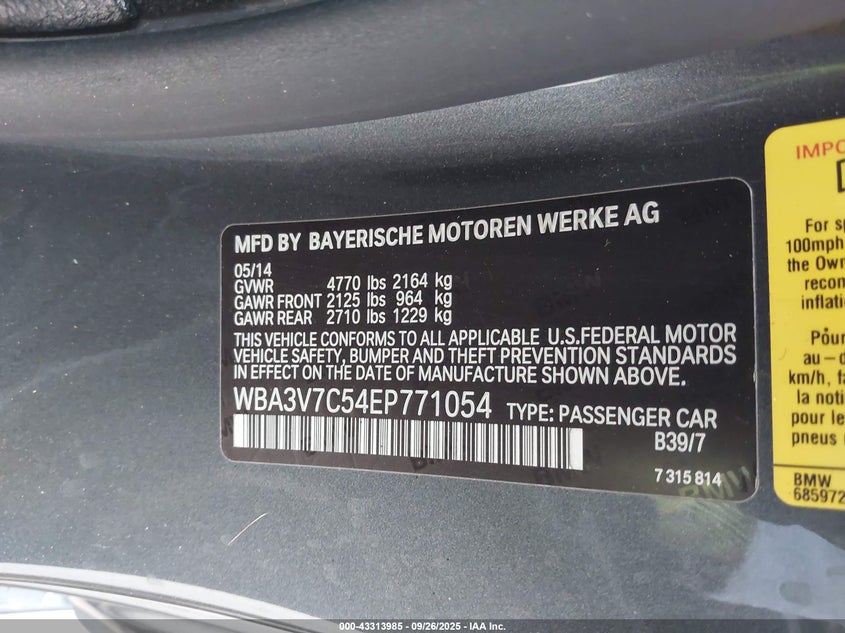 MFD BY BAYERISCHE MOTOREN WERKE AG
05/14
GVWR 4770 lbs 2164 kg
GAWR FRONT 2125 lbs 964 kg
GAWR REAR 2710 lbs 1229 kg
THIS VEHICLE CONFORMS TO ALL APPLICABLE U.S.FEDERAL MOTOR
VEHICLE SAFETY, BUMPER AND THEFT PREVENTION STANDARDS
IN EFFECT ON THE DATE OF MANUFACTURE SHOWN ABOVE.
WBA3V7C54EP771054 TYPE: PASSENGER CAR
B39/7
7 315 814
BMW
IMPO
For sp
100mph
the Own
recom
inflati
Pour
au-d
km/h, fa
la noti
pour le
pneus
BMW
685972
000-43313985 - 09/26/2025 - IAA Inc.